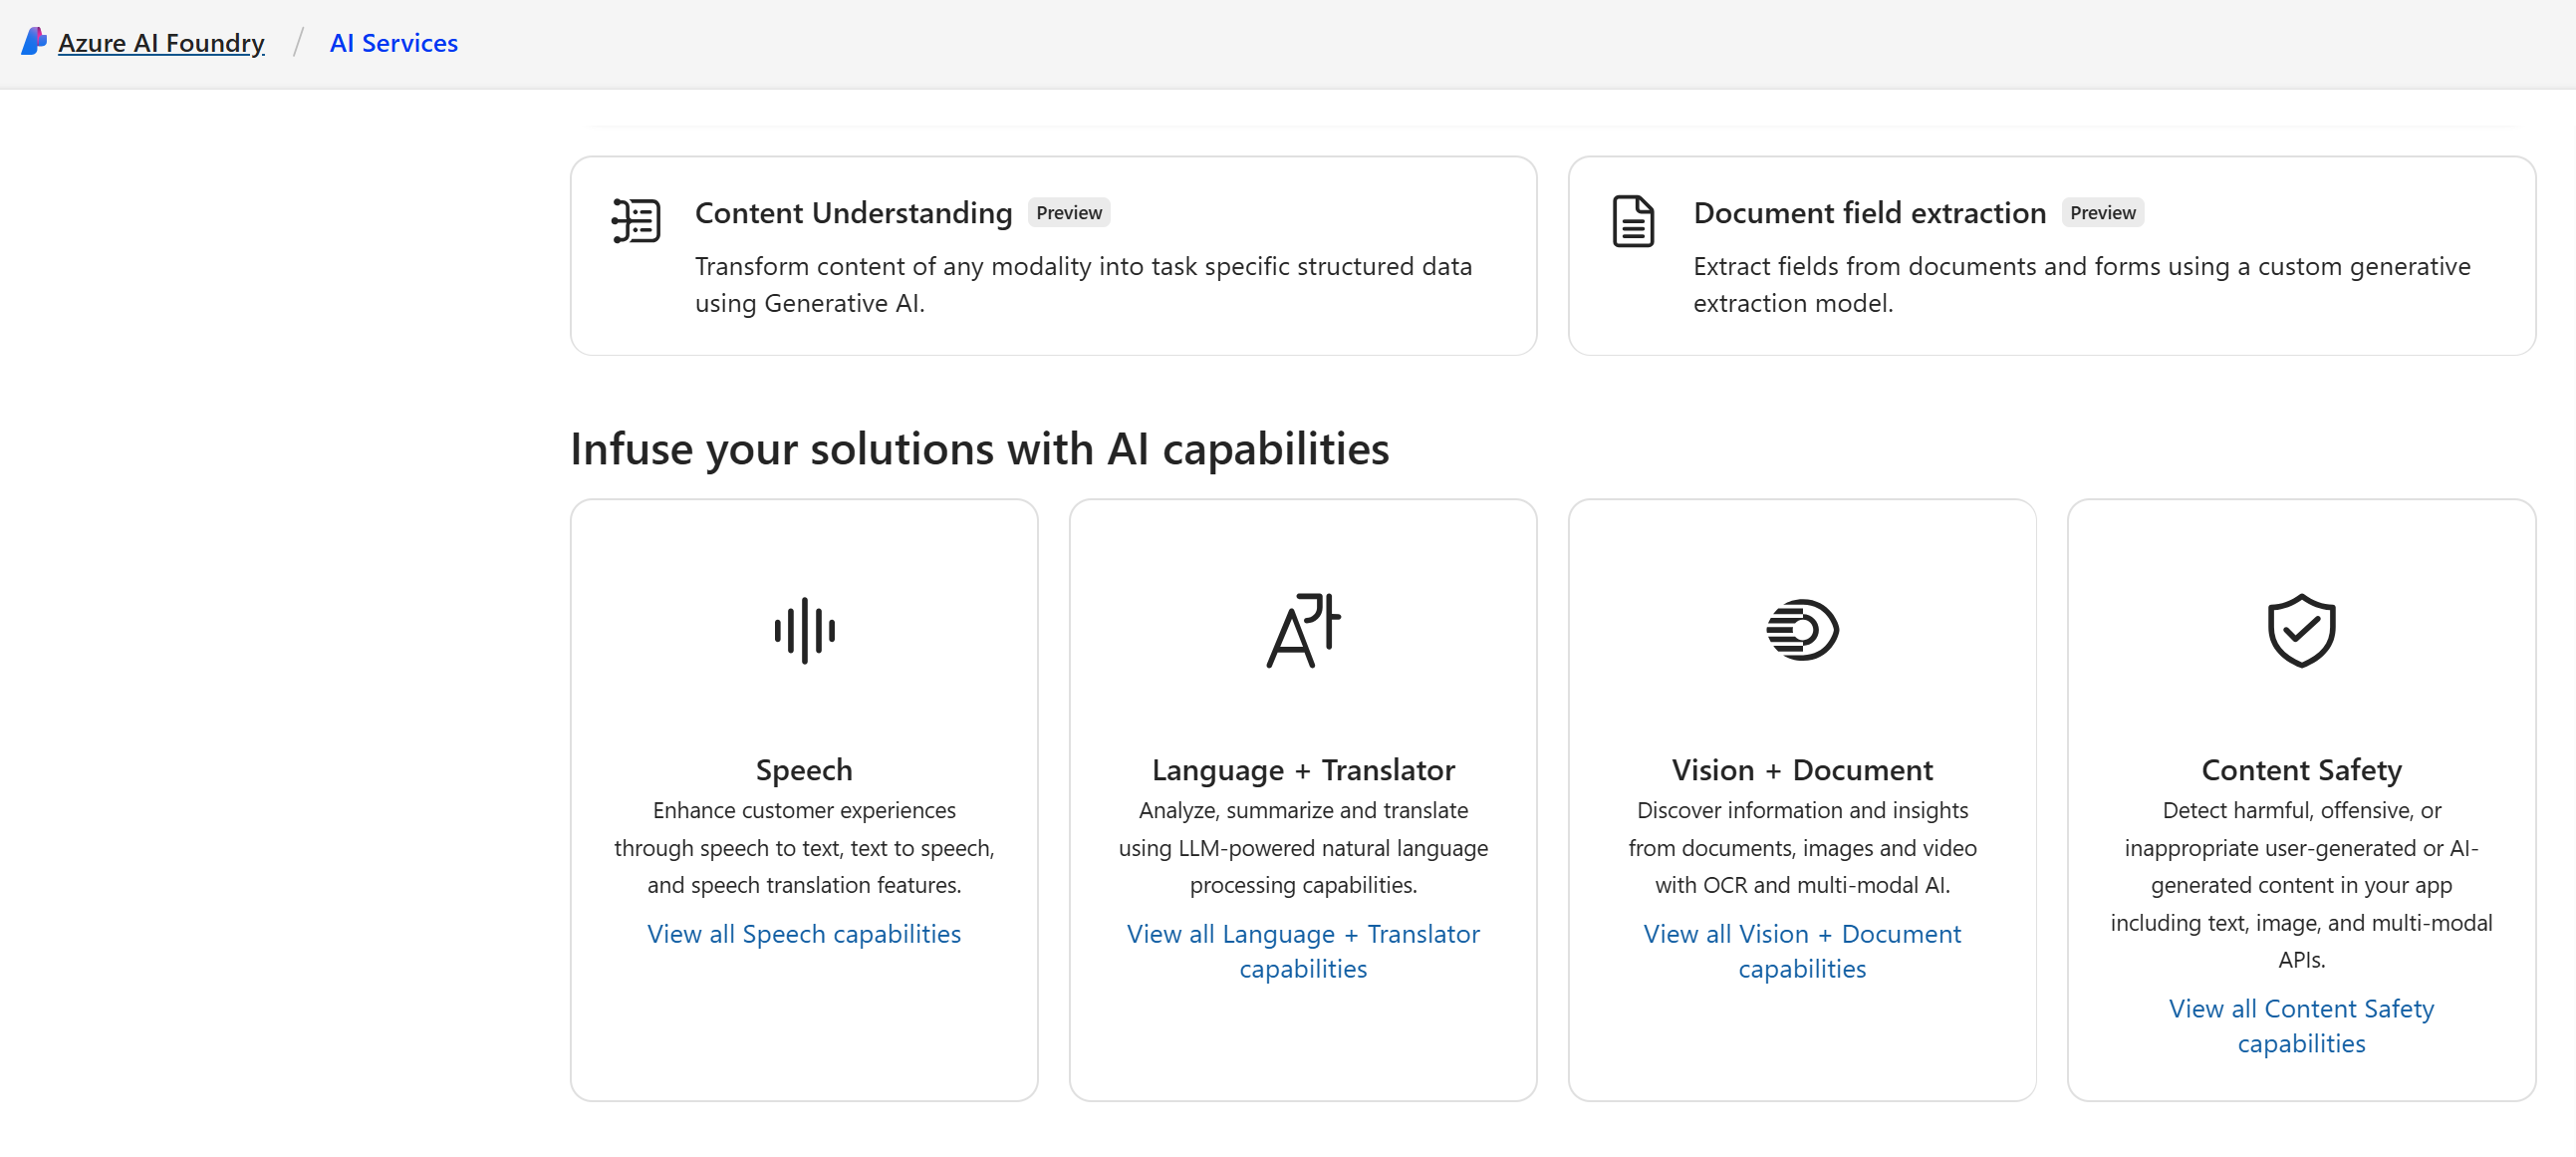 Azure AI Foundry / AI Services
Content Understanding Preview
Transform content of any modality into task specific structured data
using Generative AI.
Document field extraction Preview
Extract fields from documents and forms using a custom generative
extraction model.
Infuse your solutions with AI capabilities
Speech
Enhance customer experiences
through speech to text, text to speech,
and speech translation features.
View all Speech capabilities
Language + Translator
Analyze, summarize and translate
using LLM-powered natural language
processing capabilities.
View all Language + Translator
capabilities
Vision + Document
Discover information and insights
from documents, images and video
with OCR and multi-modal AI.
View all Vision + Document
capabilities
Content Safety
Detect harmful, offensive, or
inappropriate user-generated or AI-
generated content in your app
including text, image, and multi-modal
APIs.
View all Content Safety
capabilities